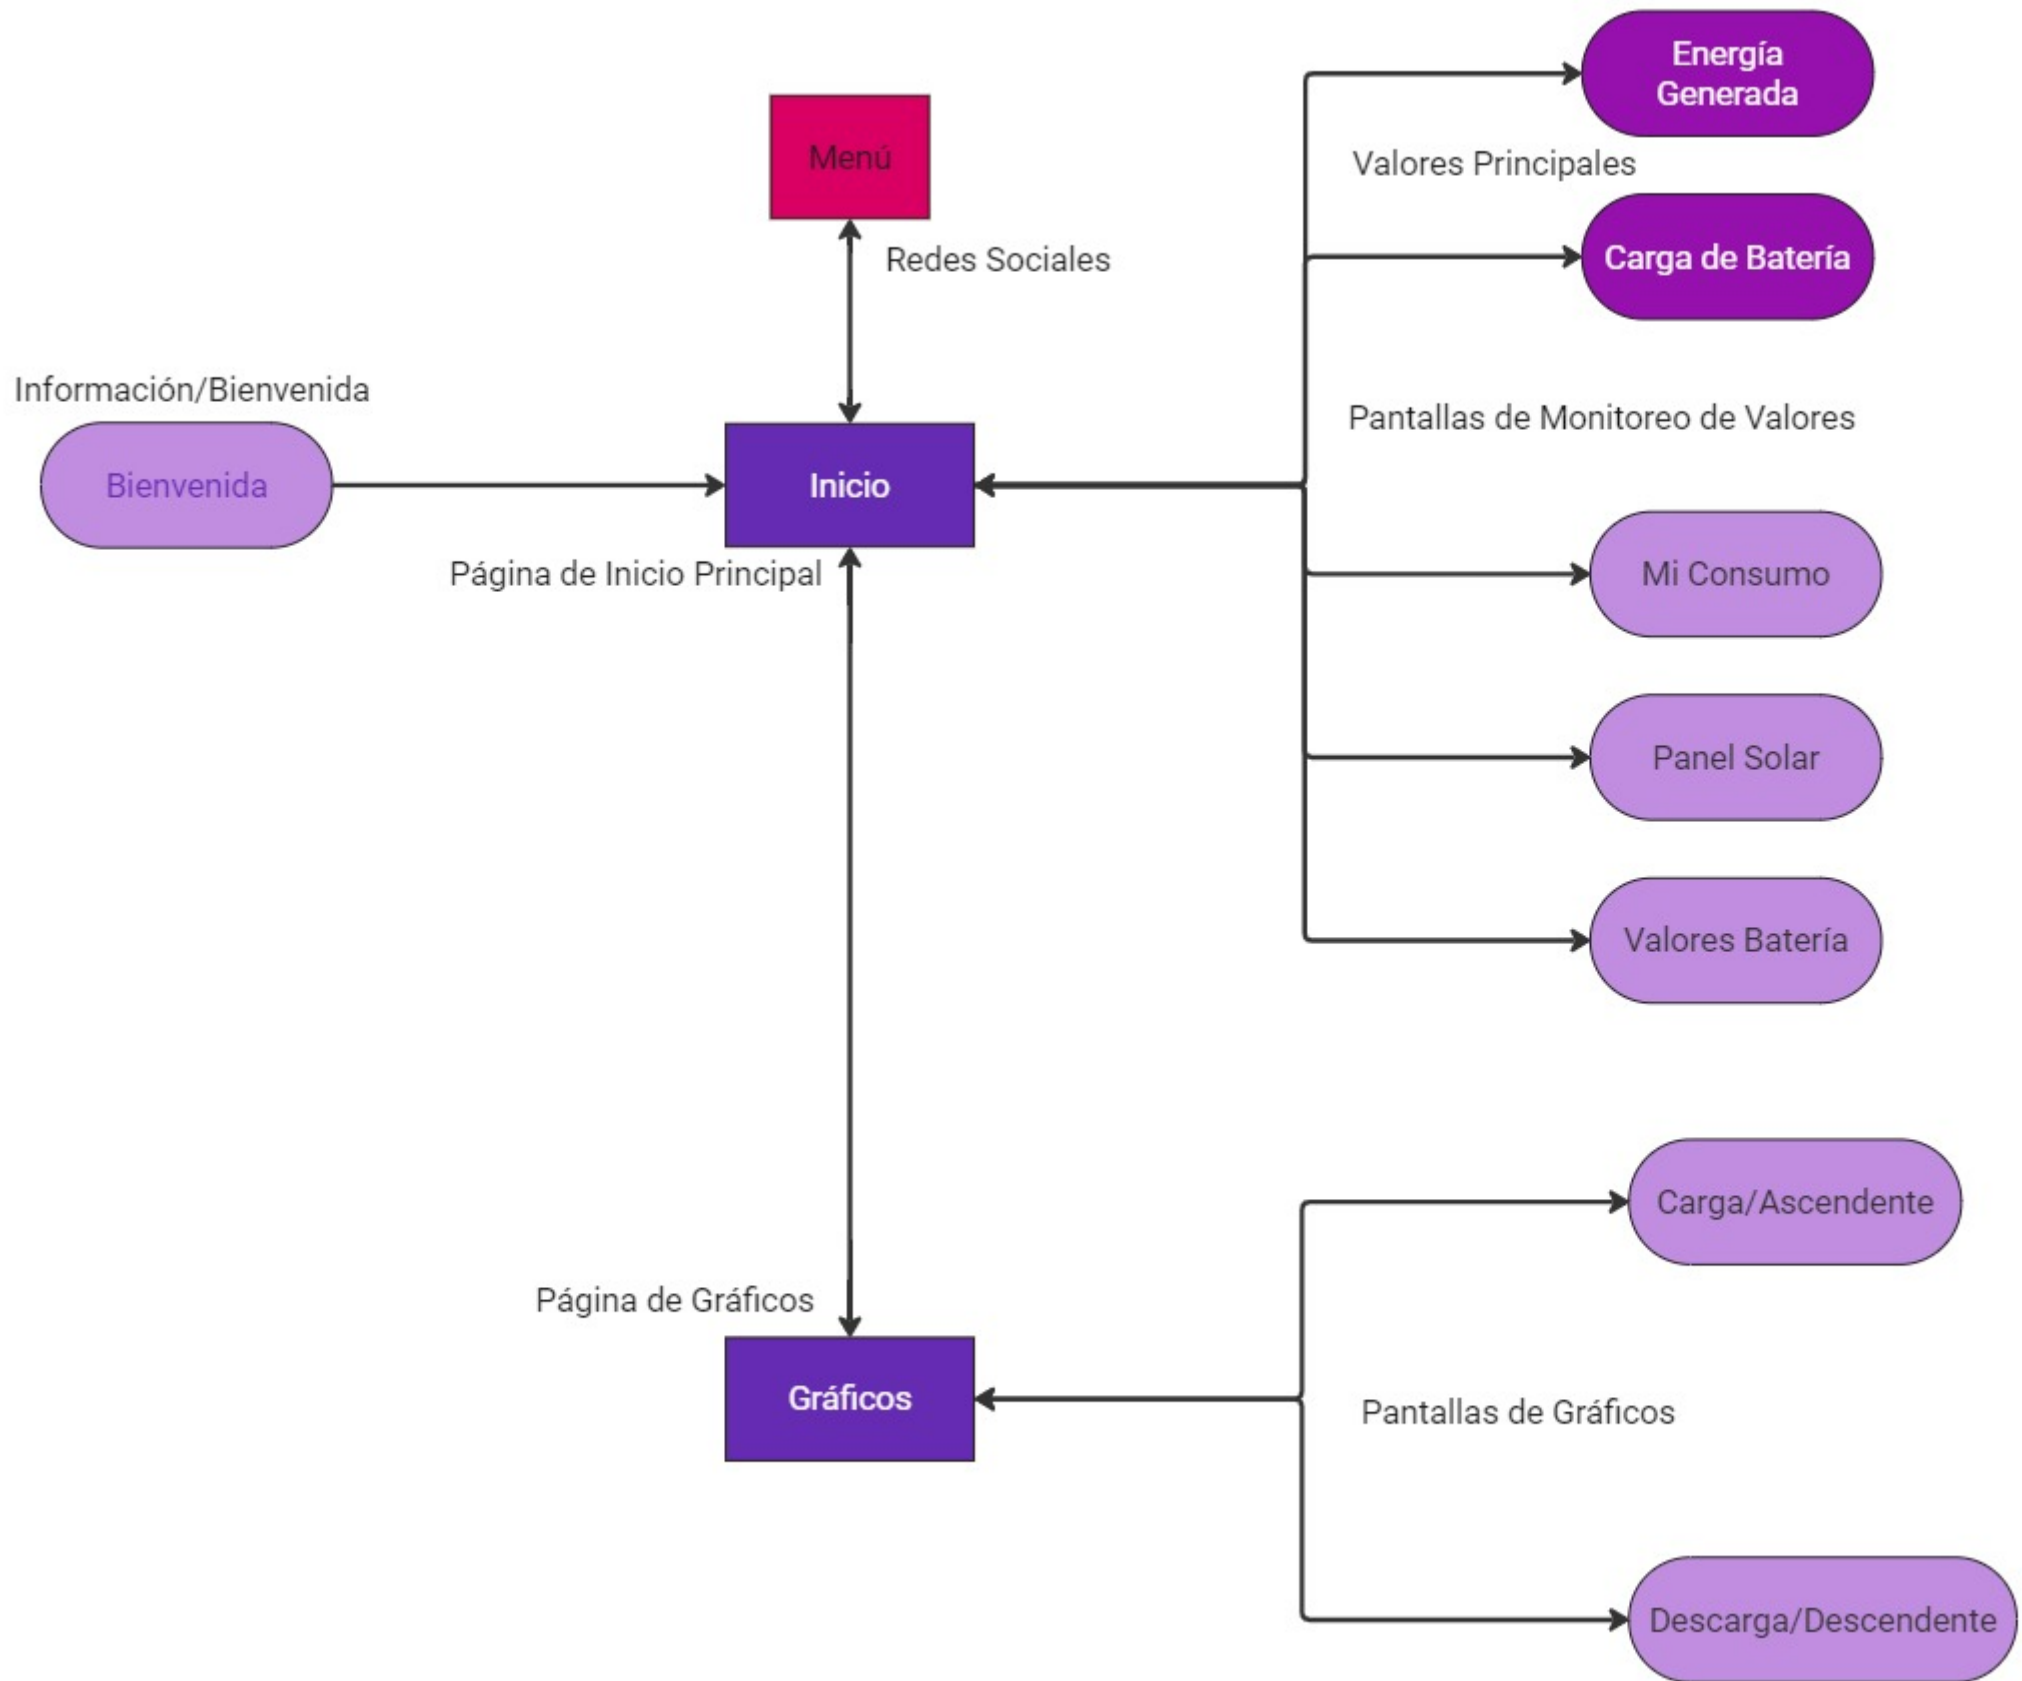 Energía
Generada
Menú
Valores Principales
Redes Sociales
Carga de Batería
Información/Bienvenida
Pantallas de Monitoreo de Valores
Bienvenida
Inicio
Página de Inicio Principal
Mi Consumo
Panel Solar
Valores Batería
Carga/Ascendente
Página de Gráficos
Gráficos
Pantallas de Gráficos
Descarga/Descendente